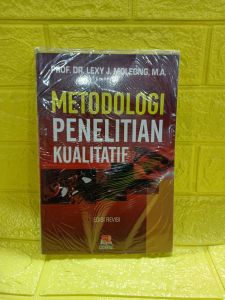 PROF. DR. LEXY J. MOLEONG, M.A.
METODOLOGI
PENELITIAN
KUALITATIF
EDISI REVISI